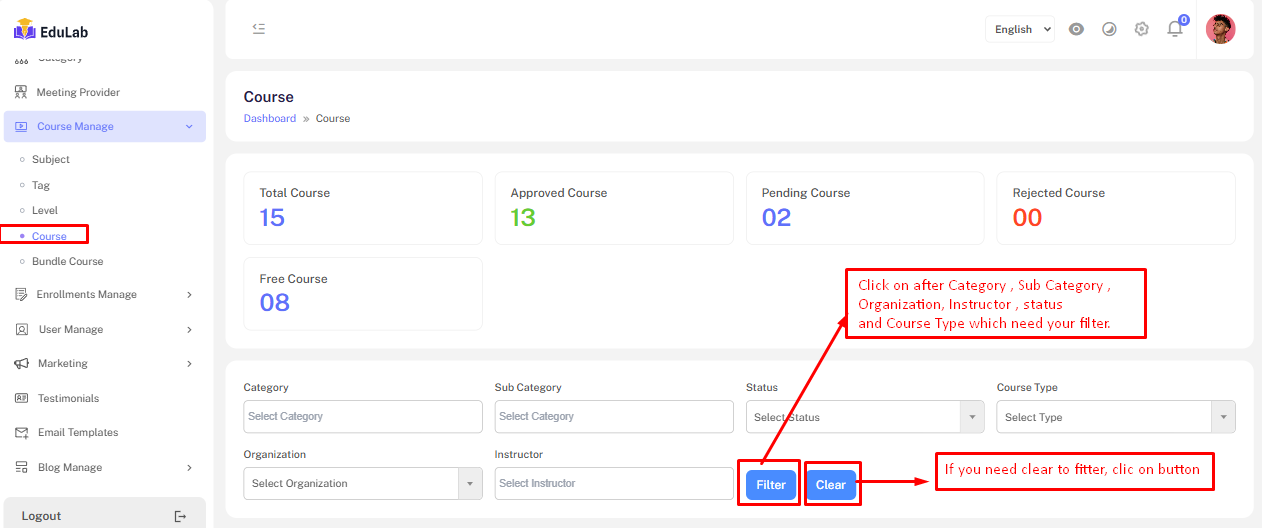 EduLab
English
0
Category
Meeting Provider
Course Manage
Subject
Tag
Level
Course
Bundle Course
Enrollments Manage
User Manage
Marketing
Testimonials
Email Templates
Blog Manage
Logout
Course
Dashboard » Course
Total Course
15
Approved Course
13
Pending Course
02
Rejected Course
00
Free Course
08
Click on after Category , Sub Category ,
Organization, Instructor , status
and Course Type which need your filter.
Category
Select Category
Sub Category
Select Category
Status
Select Status
Course Type
Select Type
Organization
Select Organization
Instructor
Select Instructor
Filter
Clear
If you need clear to fitter, clic on button